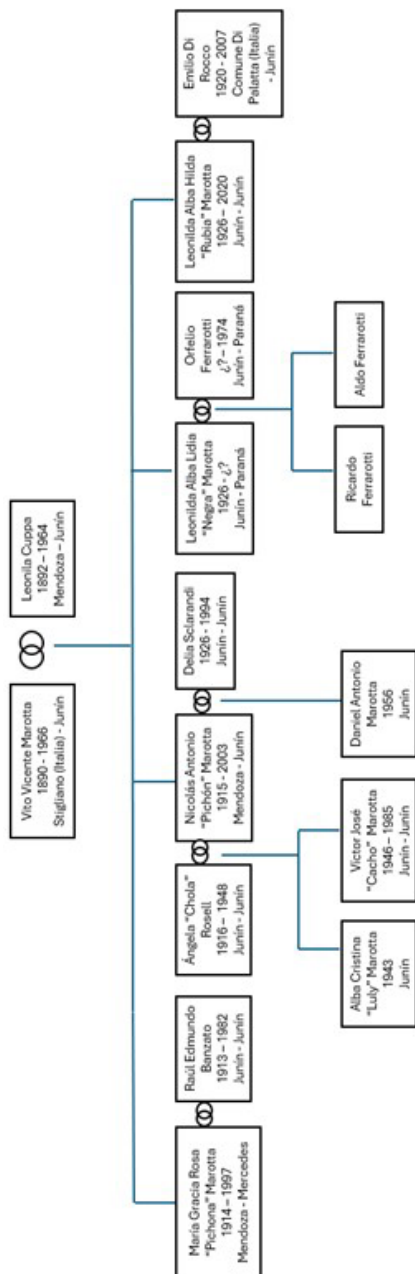 Vito Vicente Marotta
1890 - 1966
Stigliano (Italia) - Junín
Leonila Cuppa
1892 – 1964
Mendoza – Junín
María Gracia Rosa
"Pichona" Marotta
1914 – 1997
Mendoza - Mercedes
Raúl Edmundo
Banzato
1913 – 1982
Junín - Junín
Ángela "Chola"
Rosell
1916 – 1948
Junín - Junín
Nicolás Antonio
"Pichón" Marotta
1915 - 2003
Mendoza - Junín
Delia Sclarandi
1926 - 1994
Junín - Junín
Leonilda Alba Lidia
"Negra" Marotta
1926 - ¿?
Junín - Paraná
Orfelio
Ferrarotti
¿? – 1974
Junín - Paraná
Leonilda Alba Hilda
"Rubia" Marotta
1926 – 2020
Junín - Junín
Emilio Di
Rocco
1920 - 2007
Comune Di
Palatta (Italia)
- Junín
Alba Cristina
"Luly" Marotta
1943
Junín
Víctor José
"Cacho" Marotta
1946 – 1985
Junín - Junín
Daniel Antonio
Marotta
1956
Junín
Ricardo
Ferrarotti
Aldo Ferrarotti